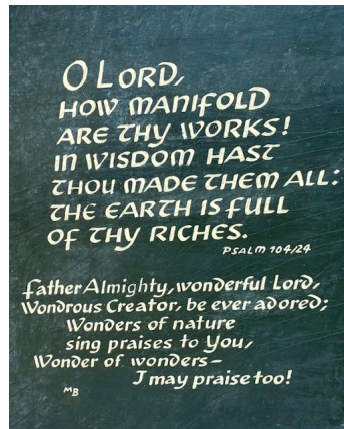 O LORD,
HOW MANIFOLD
ARE THY WORKS!
IN WISDOM HAST
THOU MADE THEM ALL:
THE EARTH IS FULL
OF THY RICHES.
PSALM 104/24
Father Almighty, wonderful Lord,
Wondrous Creator, be ever adored;
Wonders of nature
sing praises to You,
Wonder of wonders–
I may praise too!
MB